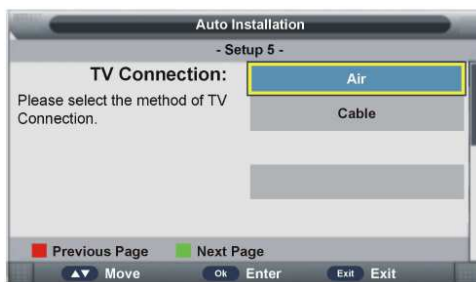 Auto Installation
- Setup 5 -
TV Connection:
Please select the method of TV
Connection.
Air
Cable
Previous Page Next Page
▲▼ Move Ok Enter Exit Exit